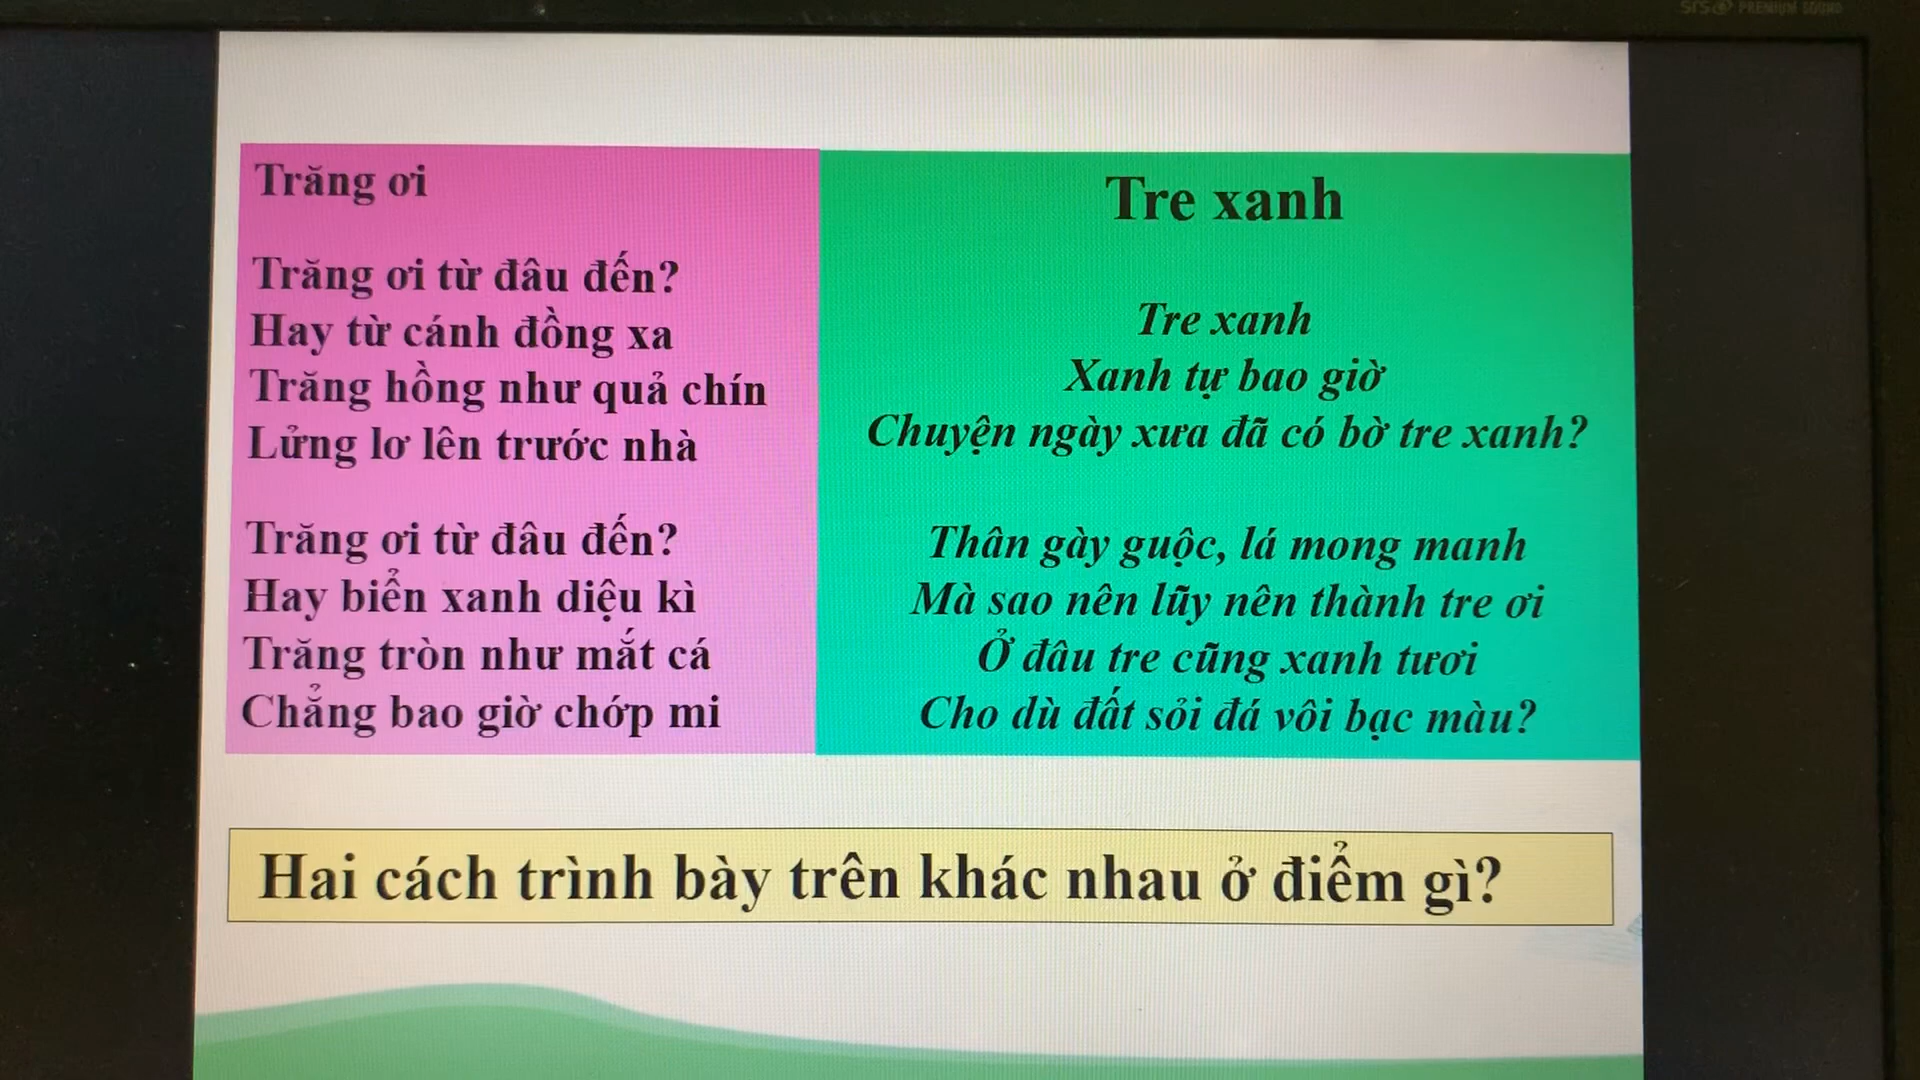 SRS PREMIUM SOUND
Trăng ơi
Trăng ơi từ đâu đến?
Hay từ cánh đồng xa
Trăng hồng như quả chín
Lửng lơ lên trước nhà
Trăng ơi từ đâu đến?
Hay biển xanh diệu kì
Trăng tròn như mắt cá
Chẳng bao giờ chớp mi
Tre xanh
Tre xanh
Xanh tự bao giờ
Chuyện ngày xưa đã có bờ tre xanh?
Thân gày guộc, lá mong manh
Mà sao nên lũy nên thành tre ơi
Ở đâu tre cũng xanh tươi
Cho dù đất sỏi đá vôi bạc màu?
Hai cách trình bày trên khác nhau ở điểm gì?